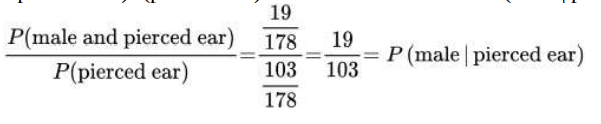 P(male and pierced ear) / P(pierced ear) = (19/178) / (103/178) = 19/103 = P(male | pierced ear)